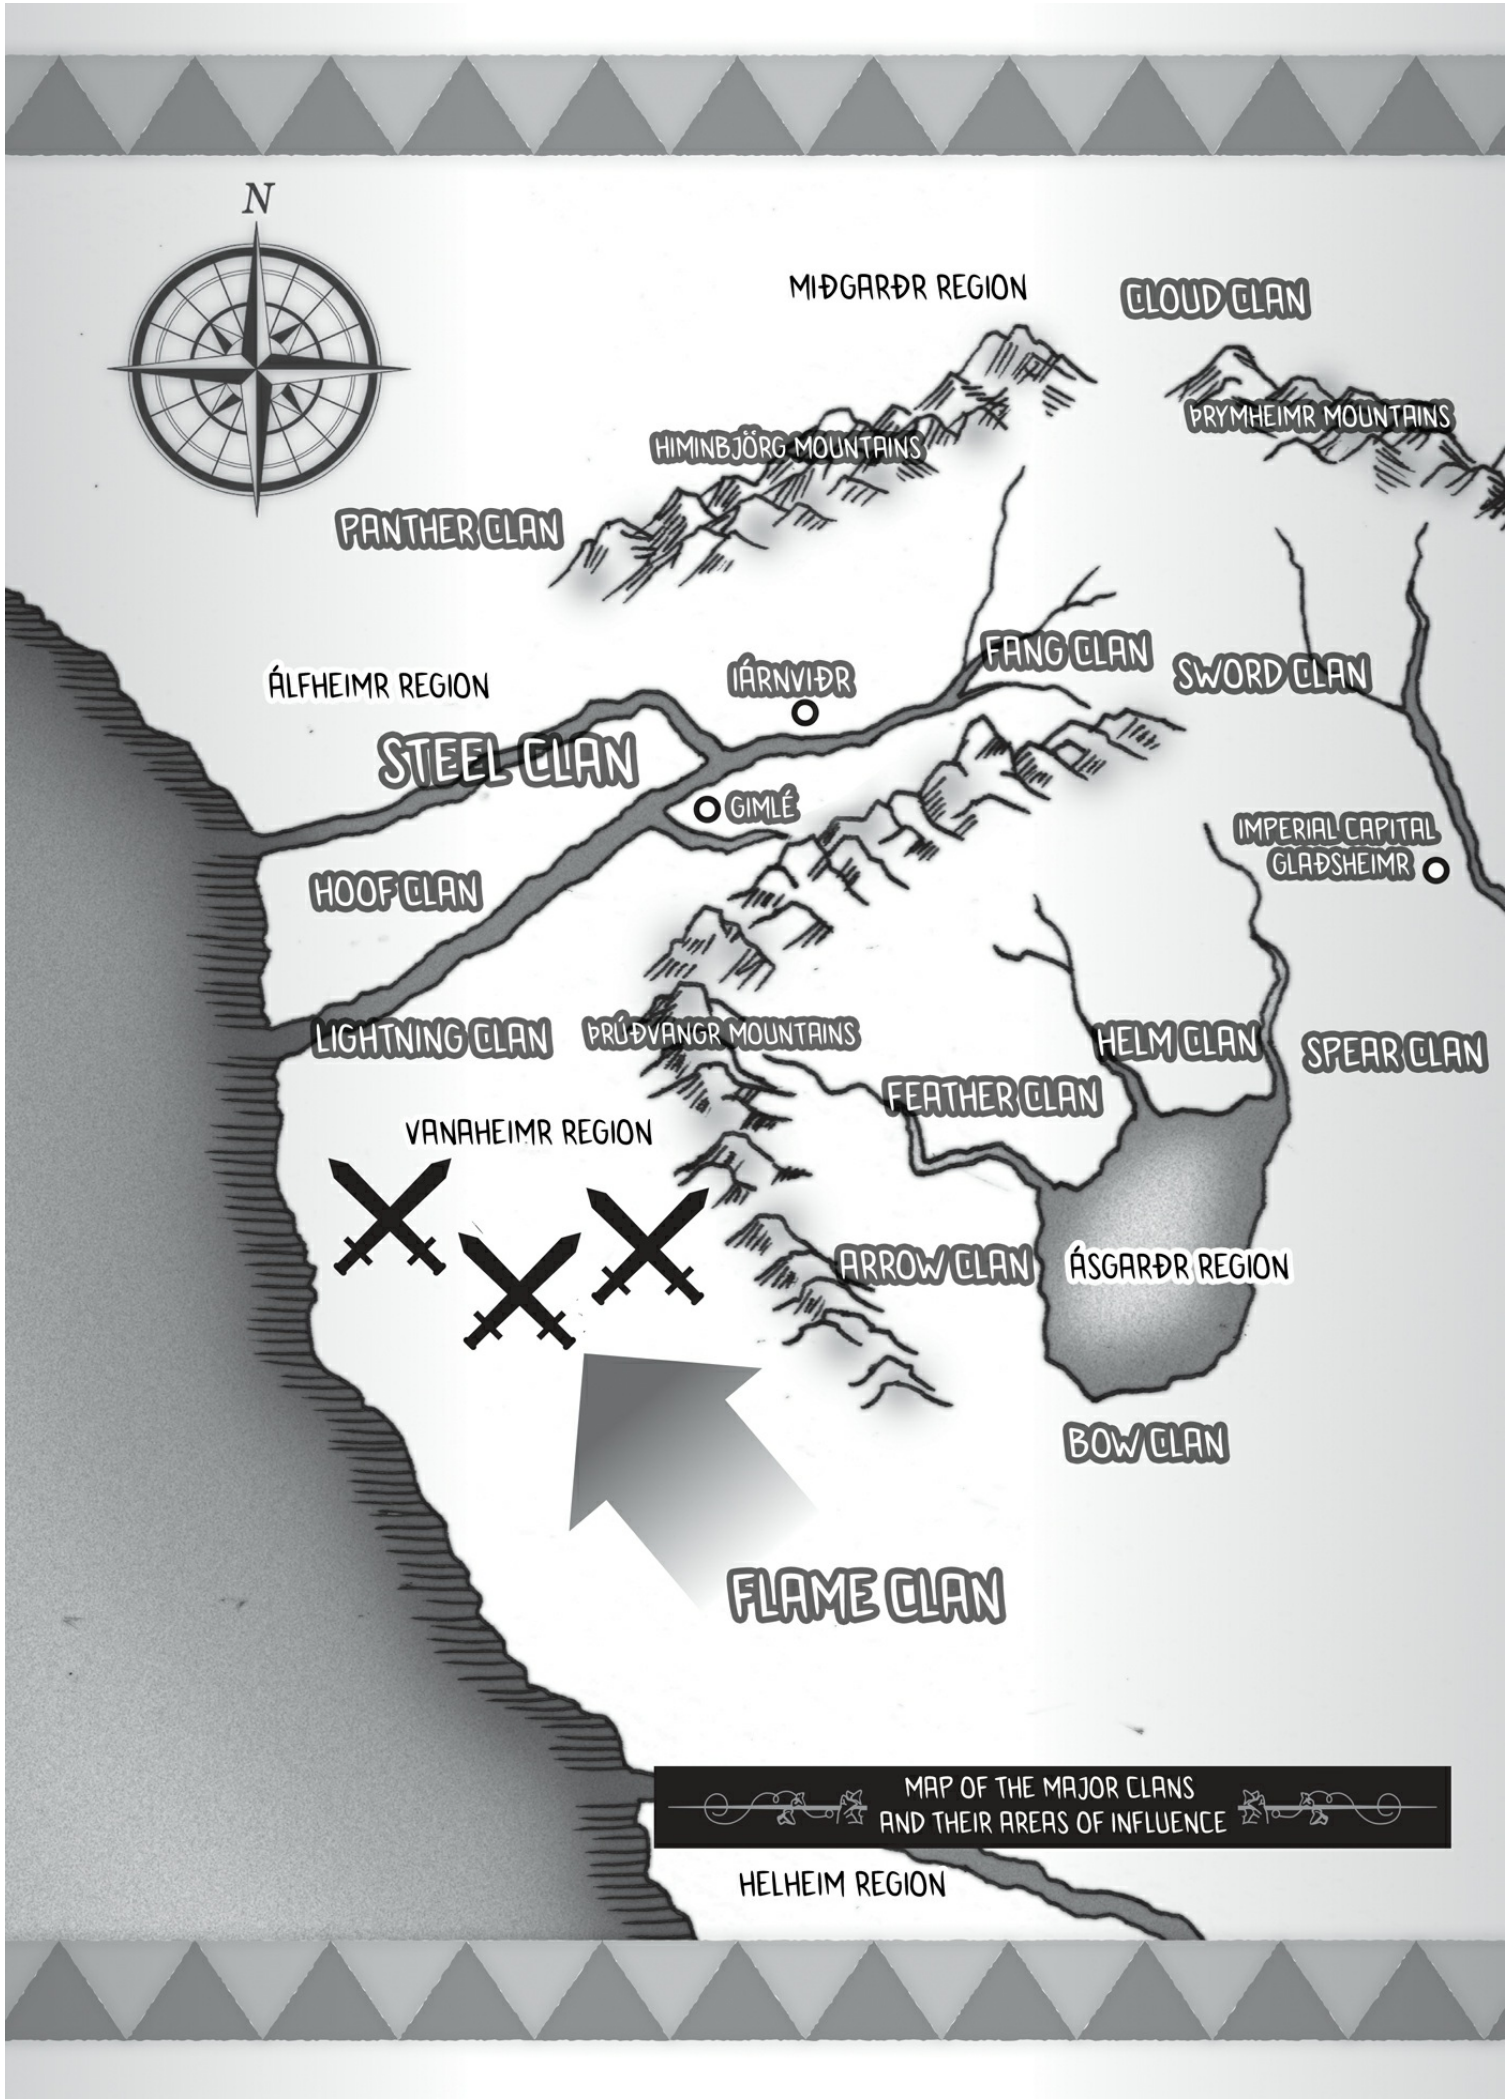 N
MIÐGARÐR REGION
CLOUD CLAN
ÞRYMHEIMR MOUNTAINS
HIMINBJÖRG MOUNTAINS
PANTHER CLAN
FANG CLAN
SWORD CLAN
ÁLFHEIMR REGION
IÁRNVIÐR
STEEL CLAN
GIMLÉ
IMPERIAL CAPITAL
GLAÐSHEIMR
HOOF CLAN
LIGHTNING CLAN
ÞRÚÐVANGR MOUNTAINS
HELM CLAN
SPEAR CLAN
FEATHER CLAN
VANAHEIMR REGION
ARROW CLAN
ÁSGARÐR REGION
BOW CLAN
FLAME CLAN
MAP OF THE MAJOR CLANS
AND THEIR AREAS OF INFLUENCE
HELHEIM REGION